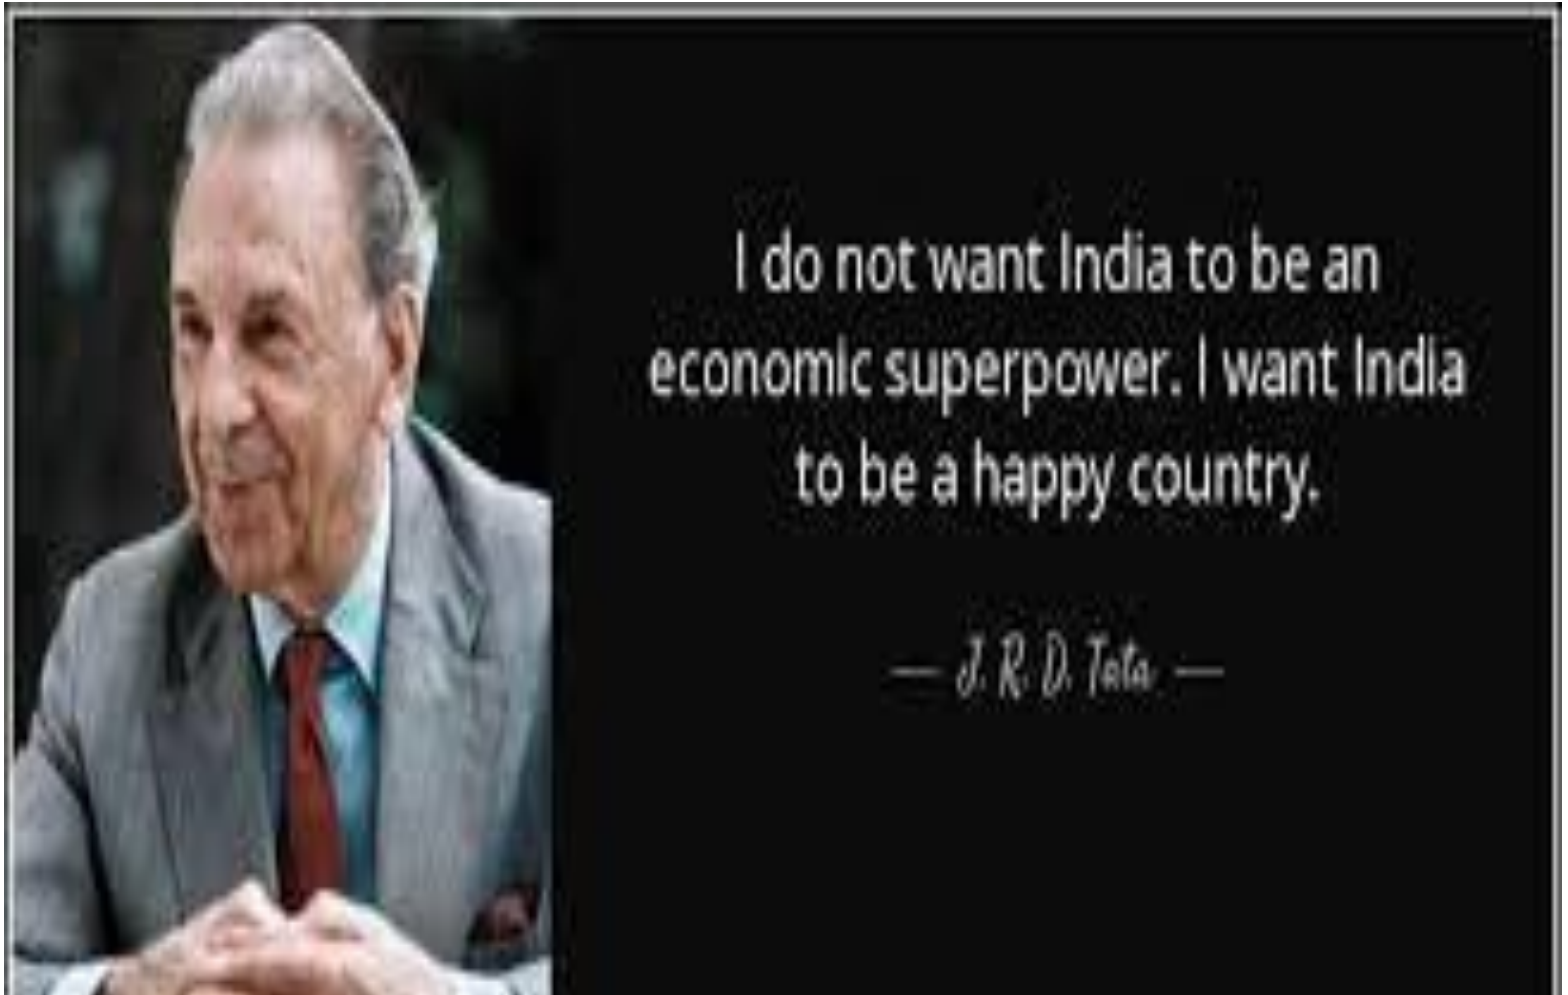 I do not want India to be an
economic superpower. I want India
to be a happy country.
— J. R. D. Tata —